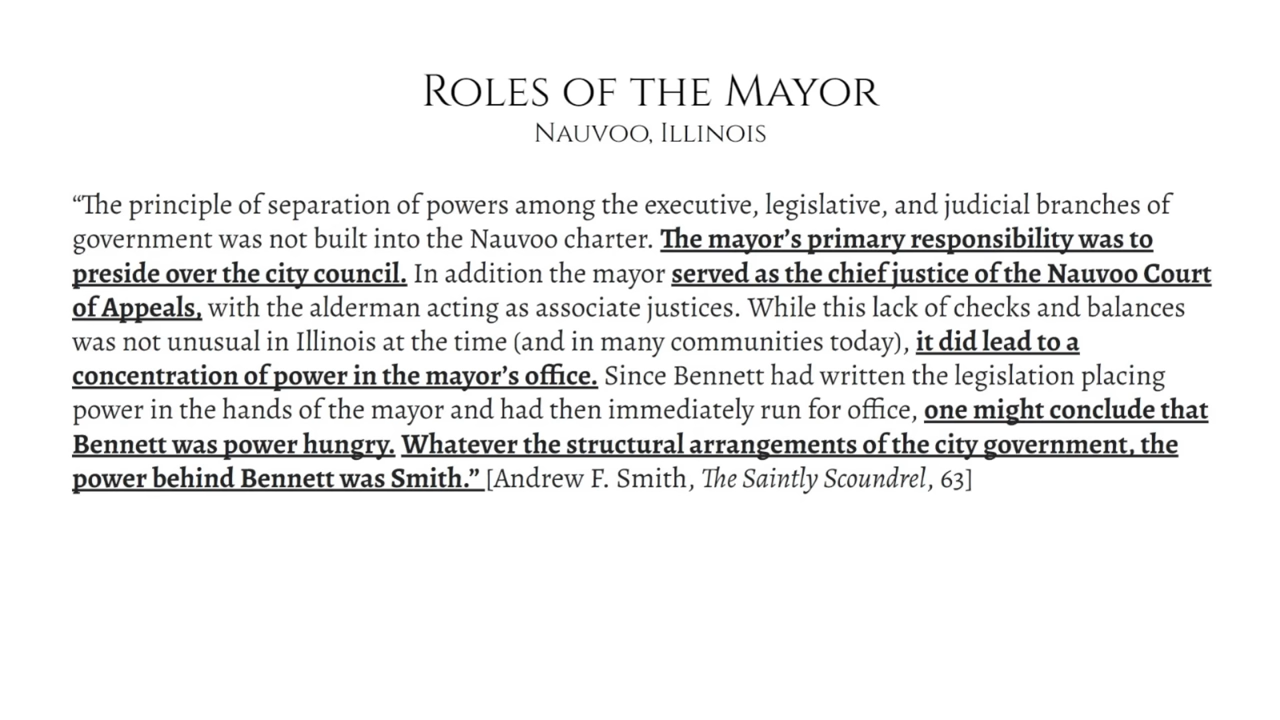 Roles of the Mayor
Nauvoo, Illinois
“The principle of separation of powers among the executive, legislative, and judicial branches of
government was not built into the Nauvoo charter. The mayor’s primary responsibility was to
preside over the city council. In addition the mayor served as the chief justice of the Nauvoo Court
of Appeals, with the alderman acting as associate justices. While this lack of checks and balances
was not unusual in Illinois at the time (and in many communities today), it did lead to a
concentration of power in the mayor’s office. Since Bennett had written the legislation placing
power in the hands of the mayor and had then immediately run for office, one might conclude that
Bennett was power hungry. Whatever the structural arrangements of the city government, the
power behind Bennett was Smith.” [Andrew F. Smith, The Saintly Scoundrel, 63]